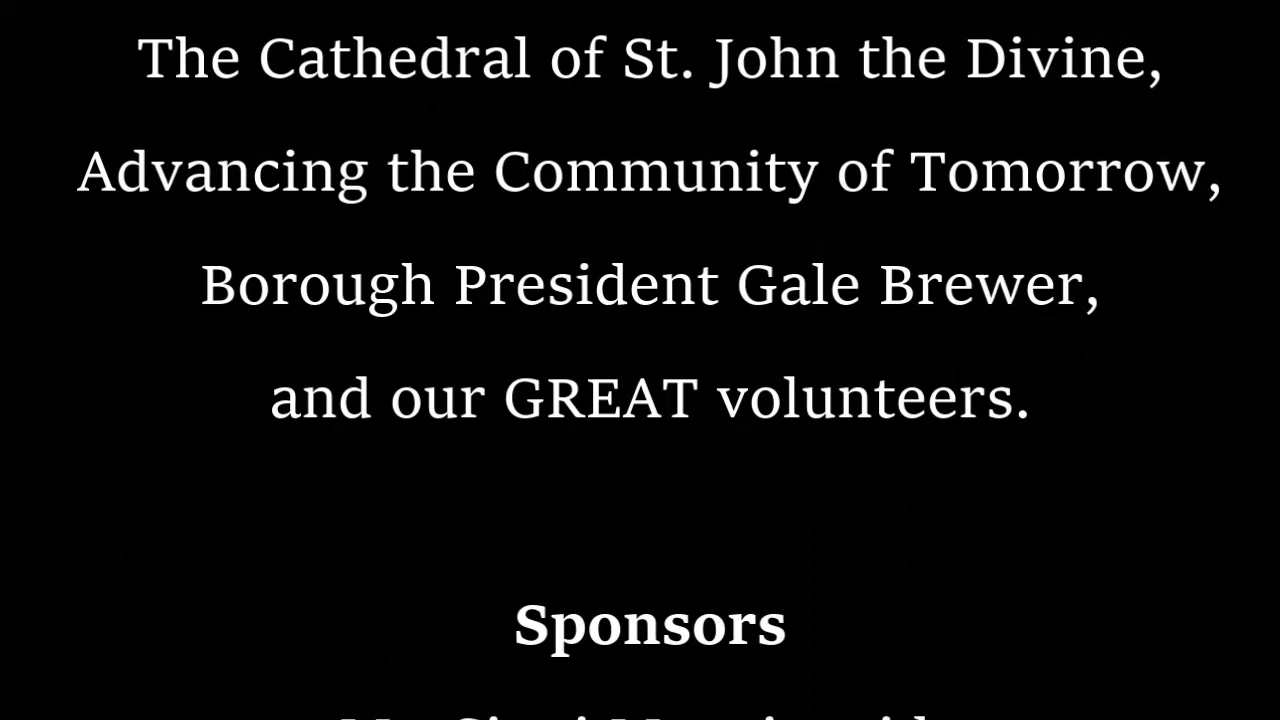 The Cathedral of St. John the Divine,
Advancing the Community of Tomorrow,
Borough President Gale Brewer,
and our GREAT volunteers.
Sponsors